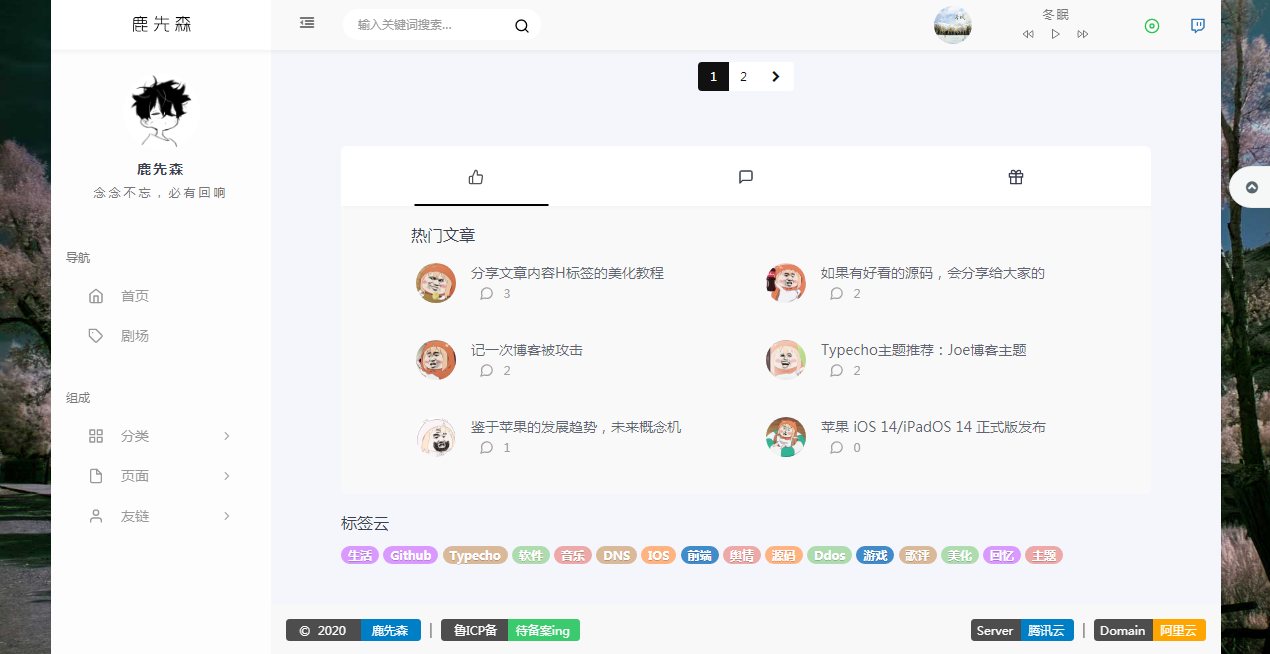 鹿先森
输入关键词搜索...
冬眠
鹿先森
念念不忘，必有回响
导航
首页
剧场
组成
分类
页面
友链
1 2
热门文章
分享文章内容H标签的美化教程
3
如果有好看的源码，会分享给大家的
2
记一次博客被攻击
2
Typecho主题推荐：Joe博客主题
2
鉴于苹果的发展趋势，未来概念机
1
苹果 iOS 14/iPadOS 14 正式版发布
0
标签云
生活 Github Typecho 软件 音乐 DNS IOS 前端 舆情 源码 Ddos 游戏 歌评 美化 回忆 主题
© 2020 鹿先森 | 鲁ICP备 待备案ing
Server 腾讯云 | Domain 阿里云